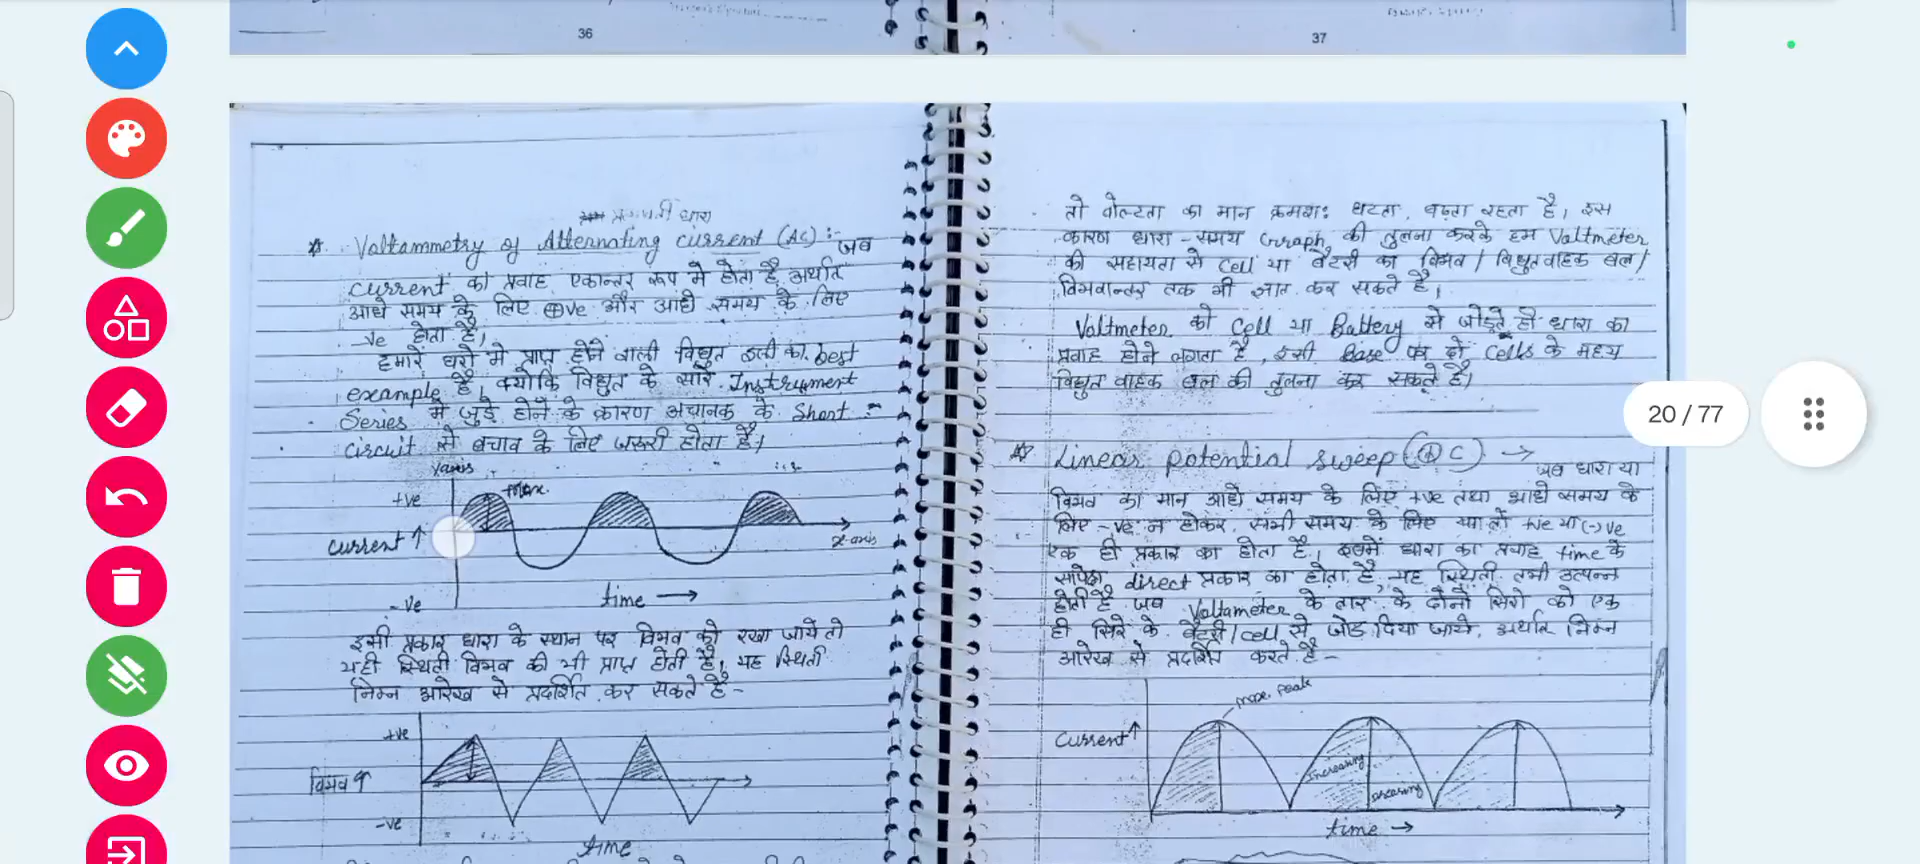 36
37
धारा
Voltammetry of Alternating current (AC) :- जब
current का प्रवाह एकान्तर रूप मे होता है, अर्थात
आधे समय के लिए ⊕ve और आधे समय के लिए
-ve होता है,
हमारे घरो मे प्राप्त होने वाली विधुत इसी का best
example है, क्योकि विधुत के सारे Instrument
Series मे जुड़े होने के कारण अचानक के Short
circuit से बचाव के लिए जरूरी होता है,
Yaxis
+ve
max.
current ↑
x-axis
-ve
time →
इसी प्रकार धारा के स्थान पर विभव को रखा जाये तो
यही स्थिती विभव की भी प्राप्त होती है, यह स्थिती
निम्न आरेख से प्रदर्शित कर सकते है -
+ve
विभव ↑
-ve
time
तो वोल्टता का मान क्रमशः घटता, बढ़ता रहता है, इस
कारण धारा - समय Graph की तुलना करके हम Valtmeter
की सहायता से cell या बैटरी का विभव / विधुतवाहक बल /
विभवान्तर तक भी ज्ञात कर सकते है,
Valtmeter को Cell या Battery से जोड़ते ही धारा का
प्रवाह होने लगता है, इसी Base पर दो Cells के मध्य
विधुत वाहक बल की तुलना कर सकते है।
20 / 77
Linear potential sweep (DC) →
जब धारा या
विभव का मान आधे समय के लिए +ve तथा आधे समय के
लिए -ve न होकर, सभी समय के लिए या तो +ve या (-)ve
एक ही प्रकार का होता है, इसमें धारा का प्रवाह time के
सापेक्ष direct प्रकार का होता है, यह स्थिती तभी उत्पन्न
होती है जब Voltameter के तार के दोनों सिरो को एक
ही सिरे के बैटरी / cell से जोड़ दिया जाये, अर्थात निम्न
आरेख से प्रदर्शित करते है -
max. peak
Current ↑
Increasing
time →